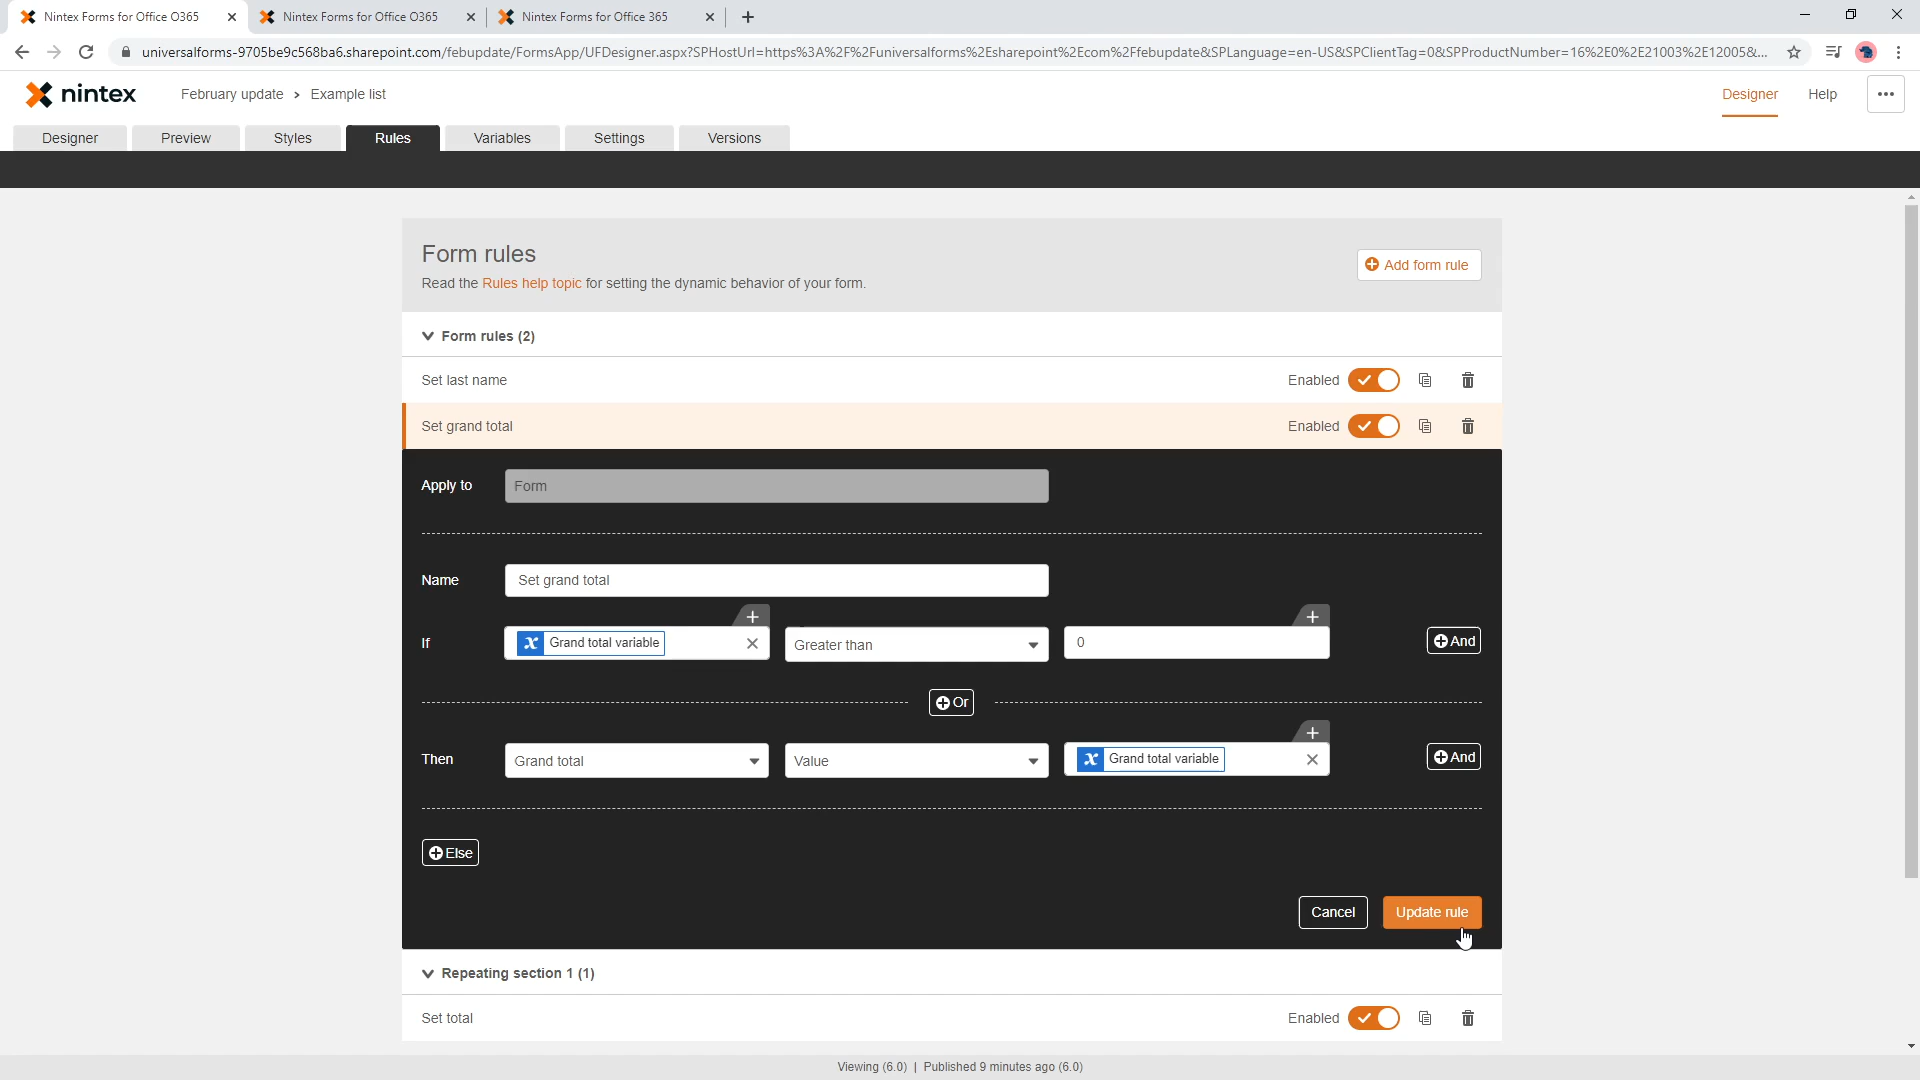 Nintex Forms for Office O365
Nintex Forms for Office O365
Nintex Forms for Office 365
universalforms-9705be9c568ba6.sharepoint.com/febupdate/FormsApp/UFDesigner.aspx?SPHostUrl=https%3A%2F%2Funiversalforms%2Esharepoint%2Ecom%2Ffebupdate&SPLanguage=en-US&SPClientTag=0&SPProductNumber=16%2E0%2E21003%2E12005&...
nintex
February update > Example list
Designer Help
Designer Preview Styles Rules Variables Settings Versions
Form rules
Read the Rules help topic for setting the dynamic behavior of your form.
Add form rule
Form rules (2)
Set last name Enabled
Set grand total Enabled
Apply to Form
Name Set grand total
If x Grand total variable Greater than 0 And
Or
Then Grand total Value x Grand total variable And
Else
Cancel Update rule
Repeating section 1 (1)
Set total Enabled
Viewing (6.0) | Published 9 minutes ago (6.0)